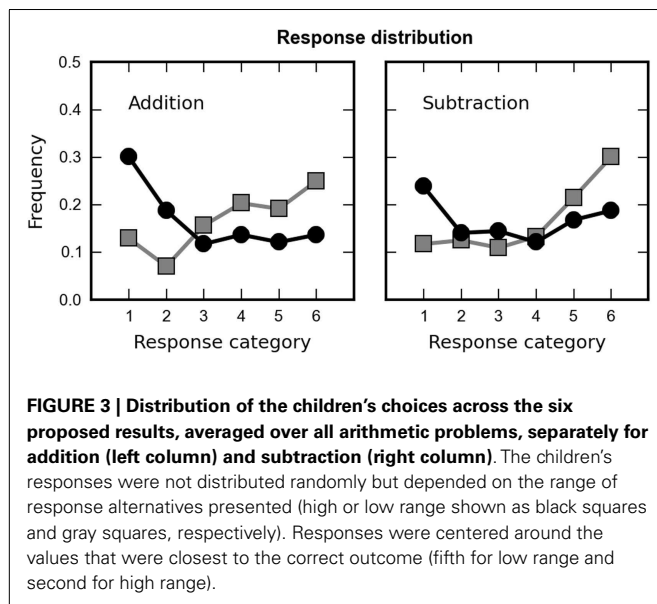 Response distribution
0.5
0.4
0.3
0.2
0.1
0.0
Frequency
Addition
1 2 3 4 5 6
Response category
Subtraction
1 2 3 4 5 6
Response category
FIGURE 3 | Distribution of the children's choices across the six
proposed results, averaged over all arithmetic problems, separately for
addition (left column) and subtraction (right column). The children's
responses were not distributed randomly but depended on the range of
response alternatives presented (high or low range shown as black squares
and gray squares, respectively). Responses were centered around the
values that were closest to the correct outcome (fifth for low range and
second for high range).